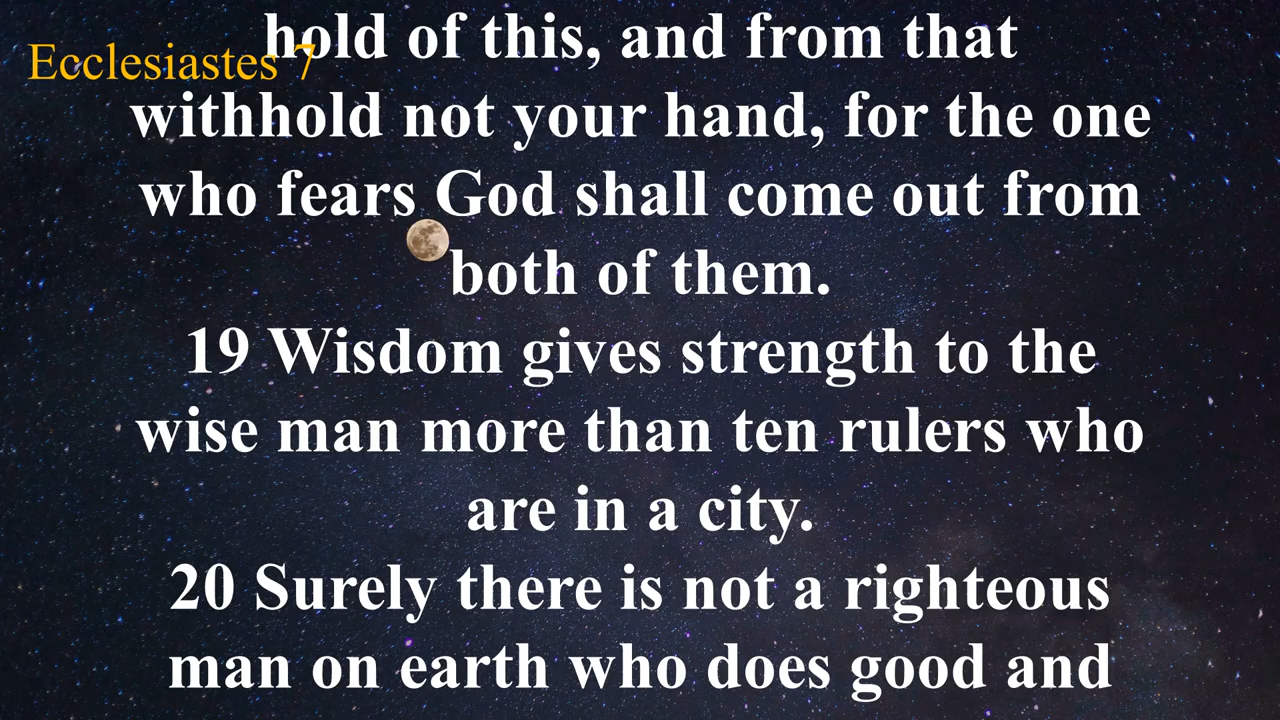 Ecclesiastes 7
hold of this, and from that
withhold not your hand, for the one
who fears God shall come out from
both of them.
19 Wisdom gives strength to the
wise man more than ten rulers who
are in a city.
20 Surely there is not a righteous
man on earth who does good and